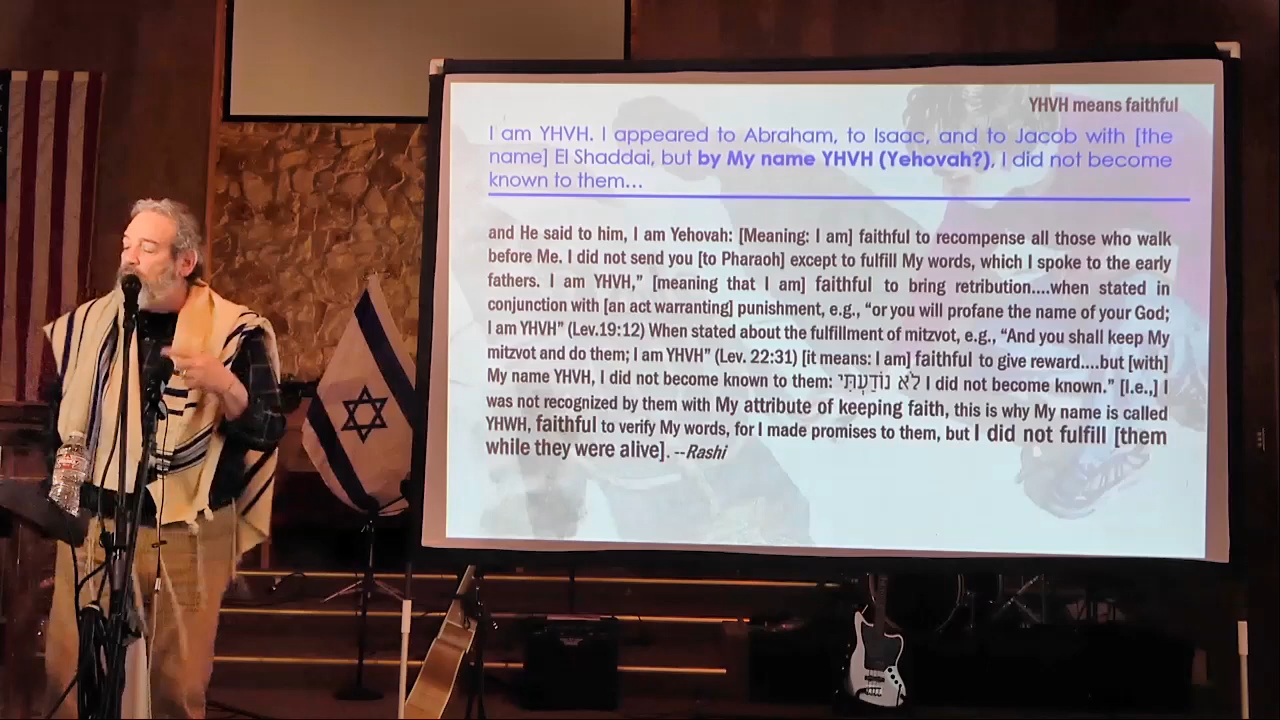 YHVH means faithful
I am YHVH. I appeared to Abraham, to Isaac, and to Jacob with [the
name] El Shaddai, but by My name YHVH (Yehovah?), I did not become
known to them…
and He said to him, I am Yehovah: [Meaning: I am] faithful to recompense all those who walk
before Me. I did not send you [to Pharaoh] except to fulfill My words, which I spoke to the early
fathers. I am YHVH,” [meaning that I am] faithful to bring retribution....when stated in
conjunction with [an act warranting] punishment, e.g., “or you will profane the name of your God;
I am YHVH” (Lev.19:12) When stated about the fulfillment of mitzvot, e.g., “And you shall keep My
mitzvot and do them; I am YHVH” (Lev. 22:31) [it means: I am] faithful to give reward....but [with]
My name YHVH, I did not become known to them: לֹא נוֹדַעְתִּי I did not become known.” [I.e.,] I
was not recognized by them with My attribute of keeping faith, this is why My name is called
YHWH, faithful to verify My words, for I made promises to them, but I did not fulfill [them
while they were alive]. --Rashi